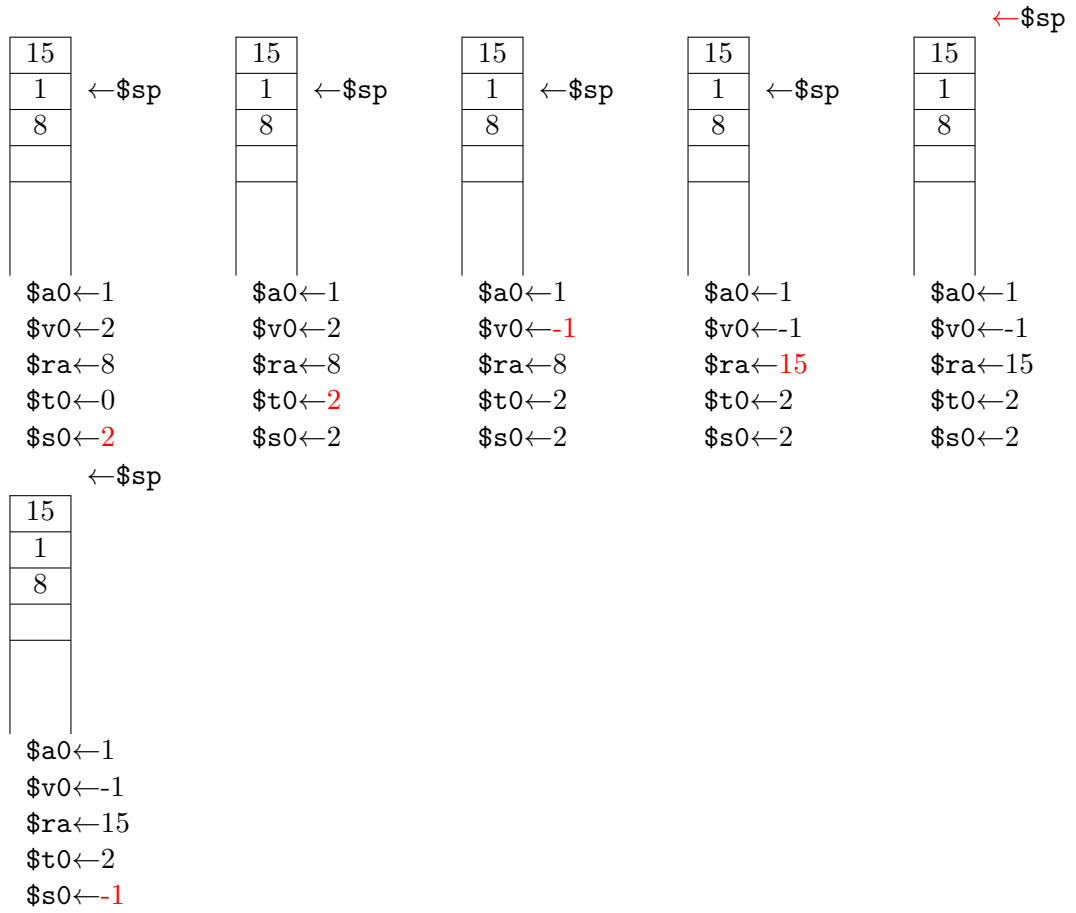 ←$sp
15 15 15 15 15
1 ←$sp 1 ←$sp 1 ←$sp 1 ←$sp 1
8 8 8 8 8
$a0←1 $a0←1 $a0←1 $a0←1 $a0←1
$v0←2 $v0←2 $v0←-1 $v0←-1 $v0←-1
$ra←8 $ra←8 $ra←8 $ra←15 $ra←15
$t0←0 $t0←2 $t0←2 $t0←2 $t0←2
$s0←2 $s0←2 $s0←2 $s0←2 $s0←2
←$sp
15
1
8
$a0←1
$v0←-1
$ra←15
$t0←2
$s0←-1